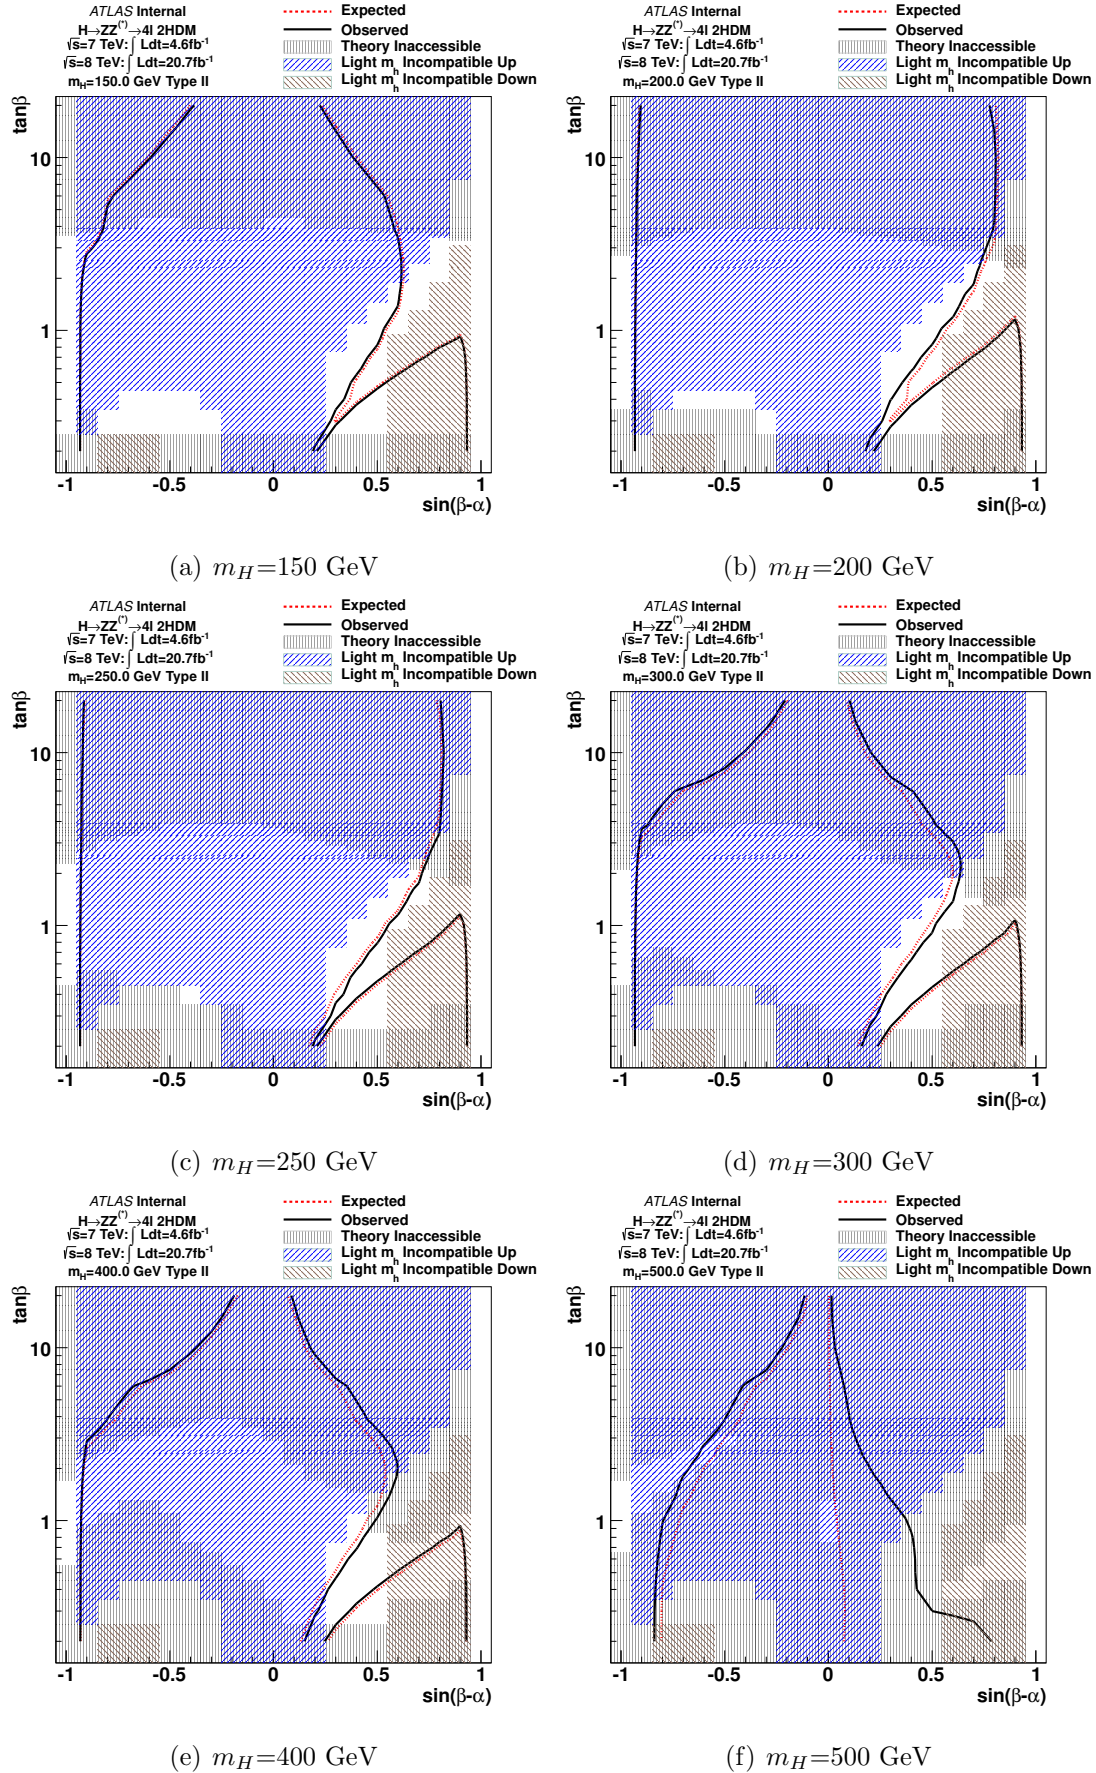 ATLAS Internal
H→ZZ(*)→4l 2HDM
√s=7 TeV:∫ Ldt=4.6fb-1
√s=8 TeV:∫ Ldt=20.7fb-1
mH=150.0 GeV Type II
Expected
Observed
Theory Inaccessible
Light mh Incompatible Up
Light mh Incompatible Down
tanβ
10
1
-1 -0.5 0 0.5 1
sin(β-α)
(a) mH=150 GeV
ATLAS Internal
H→ZZ(*)→4l 2HDM
√s=7 TeV:∫ Ldt=4.6fb-1
√s=8 TeV:∫ Ldt=20.7fb-1
mH=200.0 GeV Type II
Expected
Observed
Theory Inaccessible
Light mh Incompatible Up
Light mh Incompatible Down
tanβ
10
1
-1 -0.5 0 0.5 1
sin(β-α)
(b) mH=200 GeV
ATLAS Internal
H→ZZ(*)→4l 2HDM
√s=7 TeV:∫ Ldt=4.6fb-1
√s=8 TeV:∫ Ldt=20.7fb-1
mH=250.0 GeV Type II
Expected
Observed
Theory Inaccessible
Light mh Incompatible Up
Light mh Incompatible Down
tanβ
10
1
-1 -0.5 0 0.5 1
sin(β-α)
(c) mH=250 GeV
ATLAS Internal
H→ZZ(*)→4l 2HDM
√s=7 TeV:∫ Ldt=4.6fb-1
√s=8 TeV:∫ Ldt=20.7fb-1
mH=300.0 GeV Type II
Expected
Observed
Theory Inaccessible
Light mh Incompatible Up
Light mh Incompatible Down
tanβ
10
1
-1 -0.5 0 0.5 1
sin(β-α)
(d) mH=300 GeV
ATLAS Internal
H→ZZ(*)→4l 2HDM
√s=7 TeV:∫ Ldt=4.6fb-1
√s=8 TeV:∫ Ldt=20.7fb-1
mH=400.0 GeV Type II
Expected
Observed
Theory Inaccessible
Light mh Incompatible Up
Light mh Incompatible Down
tanβ
10
1
-1 -0.5 0 0.5 1
sin(β-α)
(e) mH=400 GeV
ATLAS Internal
H→ZZ(*)→4l 2HDM
√s=7 TeV:∫ Ldt=4.6fb-1
√s=8 TeV:∫ Ldt=20.7fb-1
mH=500.0 GeV Type II
Expected
Observed
Theory Inaccessible
Light mh Incompatible Up
Light mh Incompatible Down
tanβ
10
1
-1 -0.5 0 0.5 1
sin(β-α)
(f) mH=500 GeV